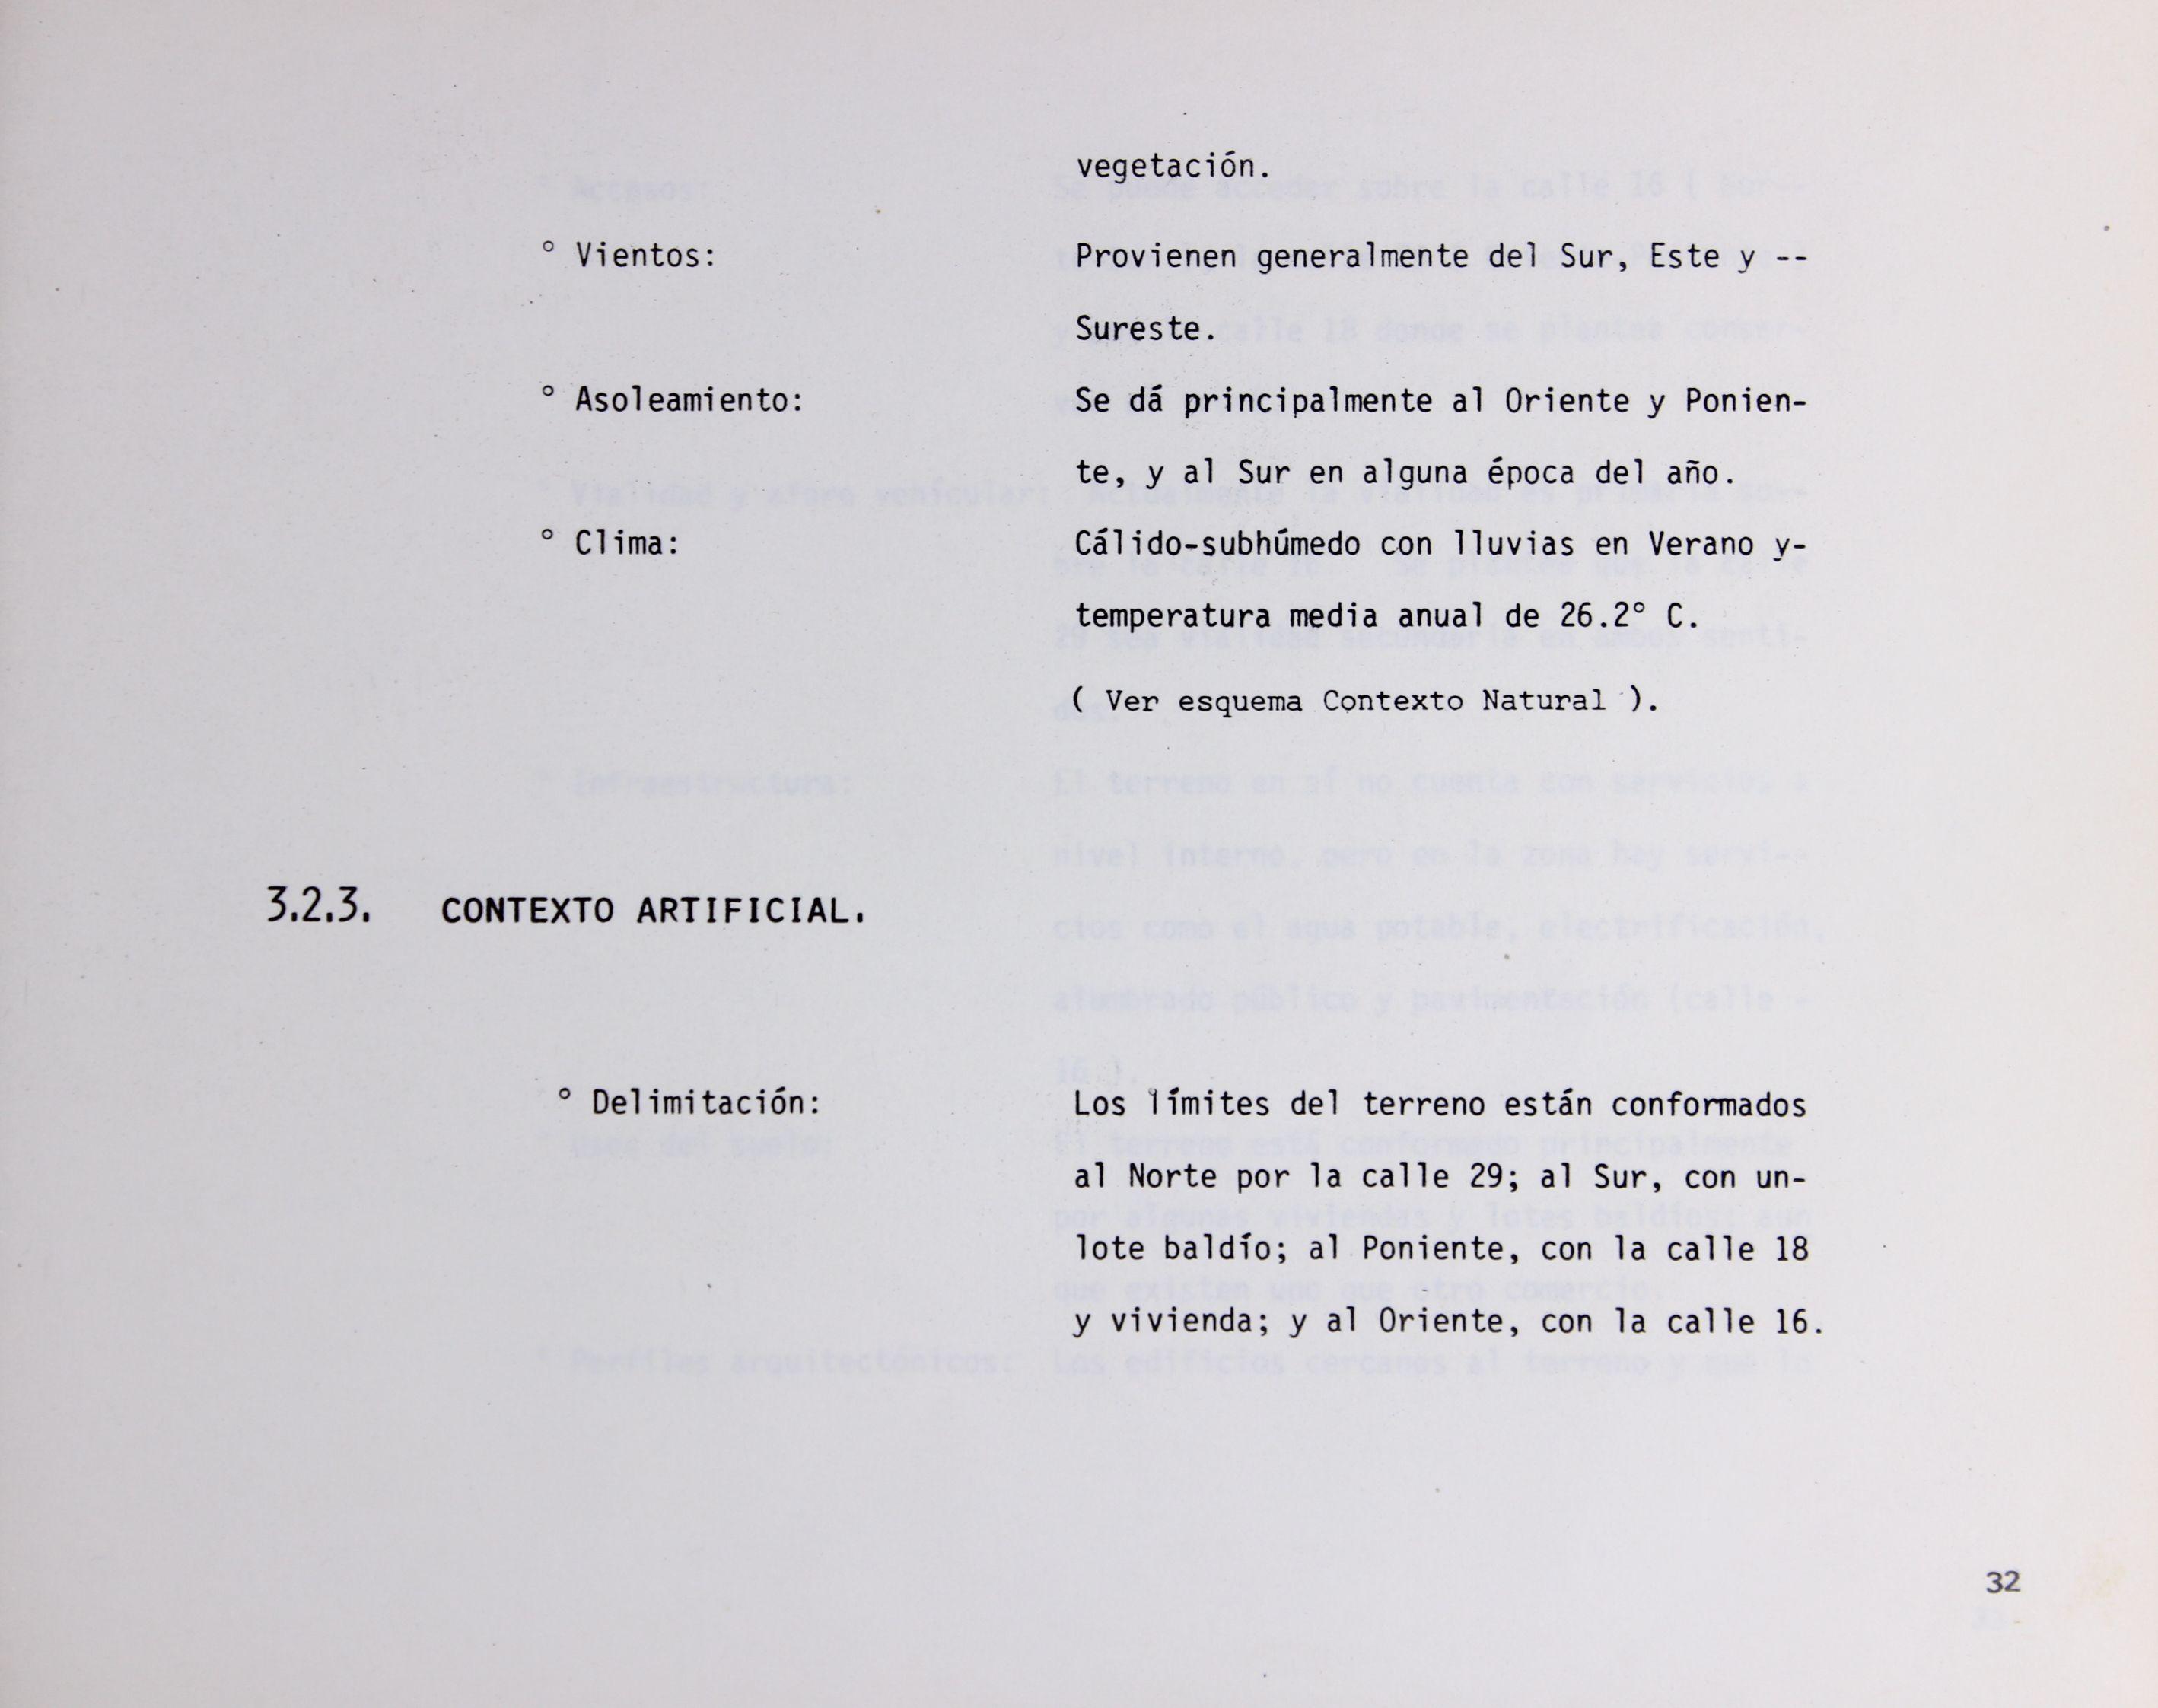 vegetación.
° Vientos: Provienen generalmente del Sur, Este y --
Sureste.
° Asoleamiento: Se dá principalmente al Oriente y Ponien-
te, y al Sur en alguna época del año.
° Clima: Cálido-subhúmedo con lluvias en Verano y-
temperatura media anual de 26.2° C.
( Ver esquema Contexto Natural ).
3.2.3. CONTEXTO ARTIFICIAL.
° Delimitación: Los límites del terreno están conformados
al Norte por la calle 29; al Sur, con un-
lote baldío; al Poniente, con la calle 18
y vivienda; y al Oriente, con la calle 16.
32